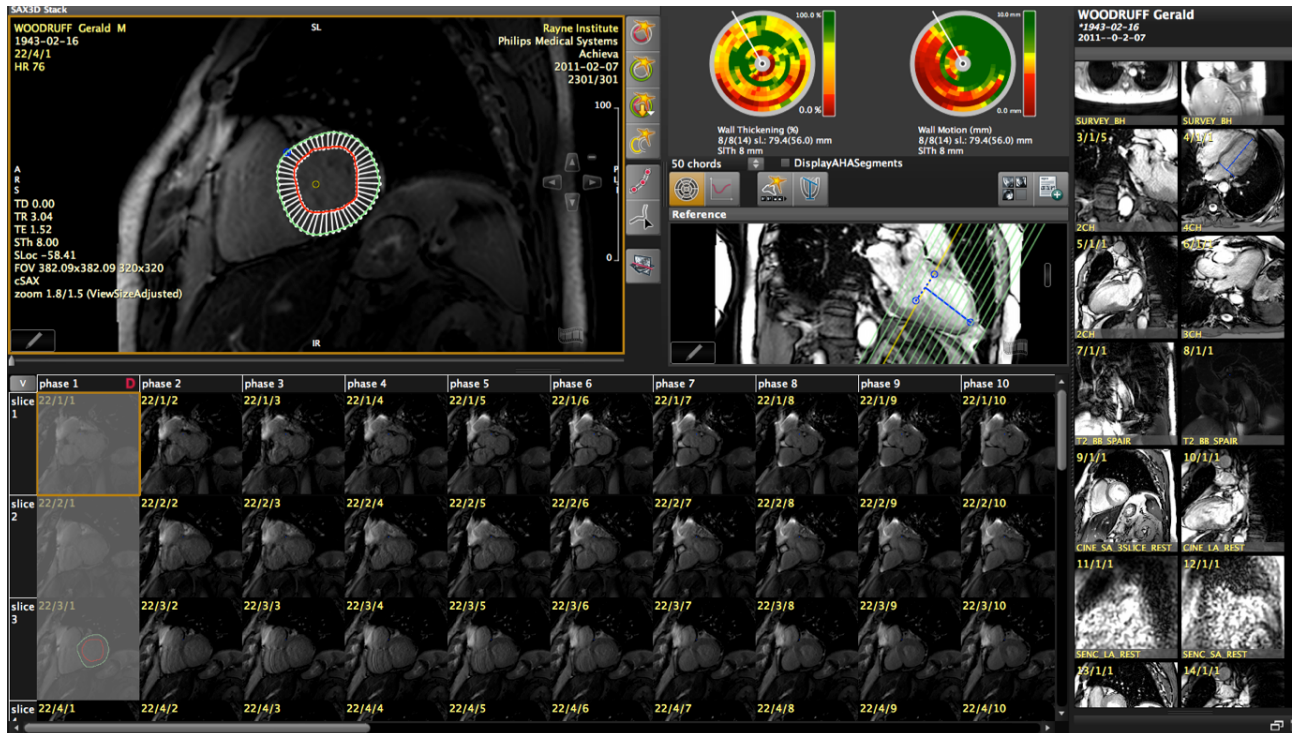 SAX3D Stack
WOODRUFF Gerald M
1943-02-16
22/4/1
HR 76
SL
Rayne Institute
Philips Medical Systems
Achieva
2011-02-07
2301/301
100
0
A
R
S
P
L
I
TD 0.00
TR 3.04
TE 1.52
STh 8.00
SLoc -58.41
FOV 382.09x382.09 320x320
cSAX
zoom 1.8/1.5 (ViewSizeAdjusted)
IR
100.0 %
0.0 %
Wall Thickening (%)
8/8(14) sl.: 79.4(56.0) mm
SlTh 8 mm
10.0 mm
0.0 mm
Wall Motion (mm)
8/8(14) sl.: 79.4(56.0) mm
SlTh 8 mm
50 chords
DisplayAHASegments
Reference
WOODRUFF Gerald
*1943-02-16
2011--0-2-07
SURVEY_BH
SURVEY_BH
3/1/5
4/1/1
2CH
4CH
5/1/1
6/1/1
2CH
3CH
7/1/1
8/1/1
T2_BB_SPAIR
T2_BB_SPAIR
9/1/1
10/1/1
CINE_SA_3SLICE_REST
CINE_LA_REST
11/1/1
12/1/1
SENC_LA_REST
SENC_SA_REST
13/1/1
14/1/1
V
phase 1 D
phase 2
phase 3
phase 4
phase 5
phase 6
phase 7
phase 8
phase 9
phase 10
slice 1
22/1/1
22/1/2
22/1/3
22/1/4
22/1/5
22/1/6
22/1/7
22/1/8
22/1/9
22/1/10
slice 2
22/2/1
22/2/2
22/2/3
22/2/4
22/2/5
22/2/6
22/2/7
22/2/8
22/2/9
22/2/10
slice 3
22/3/1
22/3/2
22/3/3
22/3/4
22/3/5
22/3/6
22/3/7
22/3/8
22/3/9
22/3/10
slice
22/4/1
22/4/2
22/4/3
22/4/4
22/4/5
22/4/6
22/4/7
22/4/8
22/4/9
22/4/10